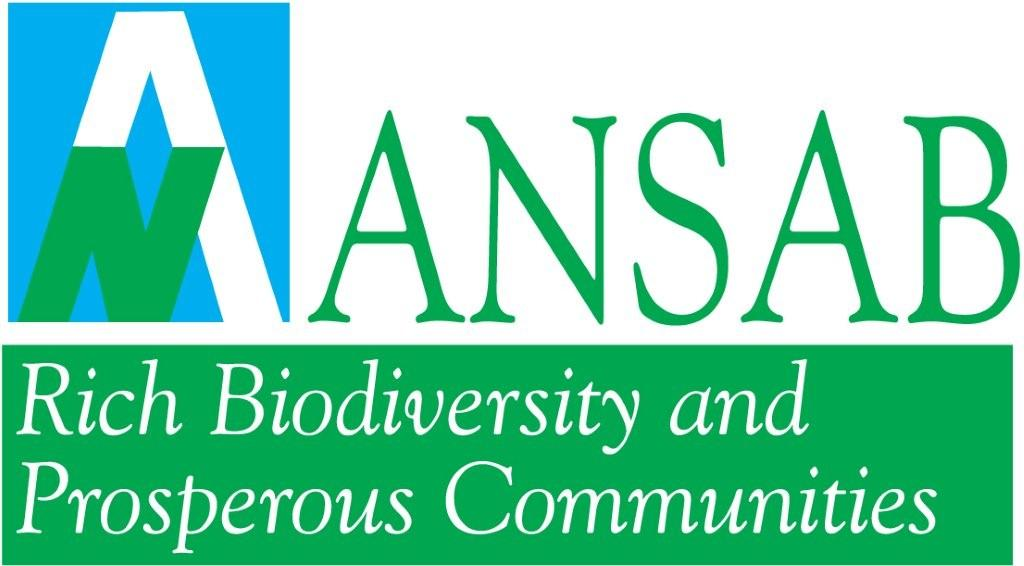 ANSAB
Rich Biodiversity and
Prosperous Communities